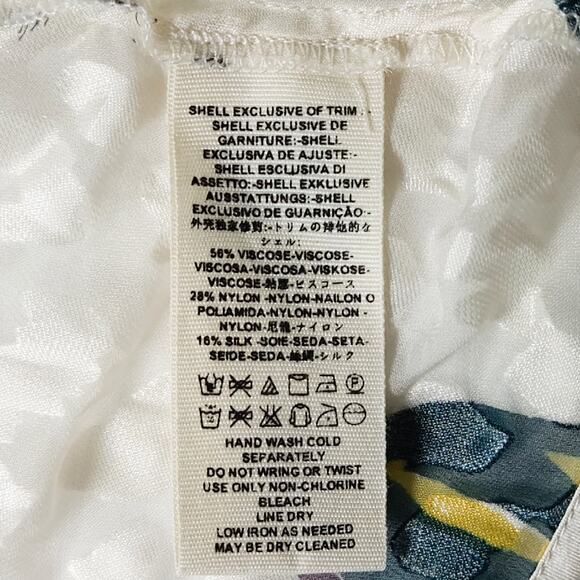 SHELL EXCLUSIVE OF TRIM :-
SHELL EXCLUSIVE DE
GARNITURE:-SHELL
EXCLUSIVA DE AJUSTE:-
SHELL ESCLUSIVA DI
ASSETTO:-SHELL EXKLUSIVE
AUSSTATTUNGS:-SHELL
EXCLUSIVO DE GUARNIÇÃO:-
外壳独家修剪:-トリムの排他的な
シェル:
56% VISCOSE-VISCOSE-
VISCOSA-VISCOSA-VISKOSE-
VISCOSE-粘膠-ビスコース
28% NYLON -NYLON-NAILON O
POLIAMIDA-NYLON-NYLON-
NYLON-尼龍-ナイロン
16% SILK -SOIE-SEDA-SETA-
SEIDE-SEDA-絲綢-シルク
P
HAND WASH COLD
SEPARATELY
DO NOT WRING OR TWIST
USE ONLY NON-CHLORINE
BLEACH
LINE DRY
LOW IRON AS NEEDED
MAY BE DRY CLEANED